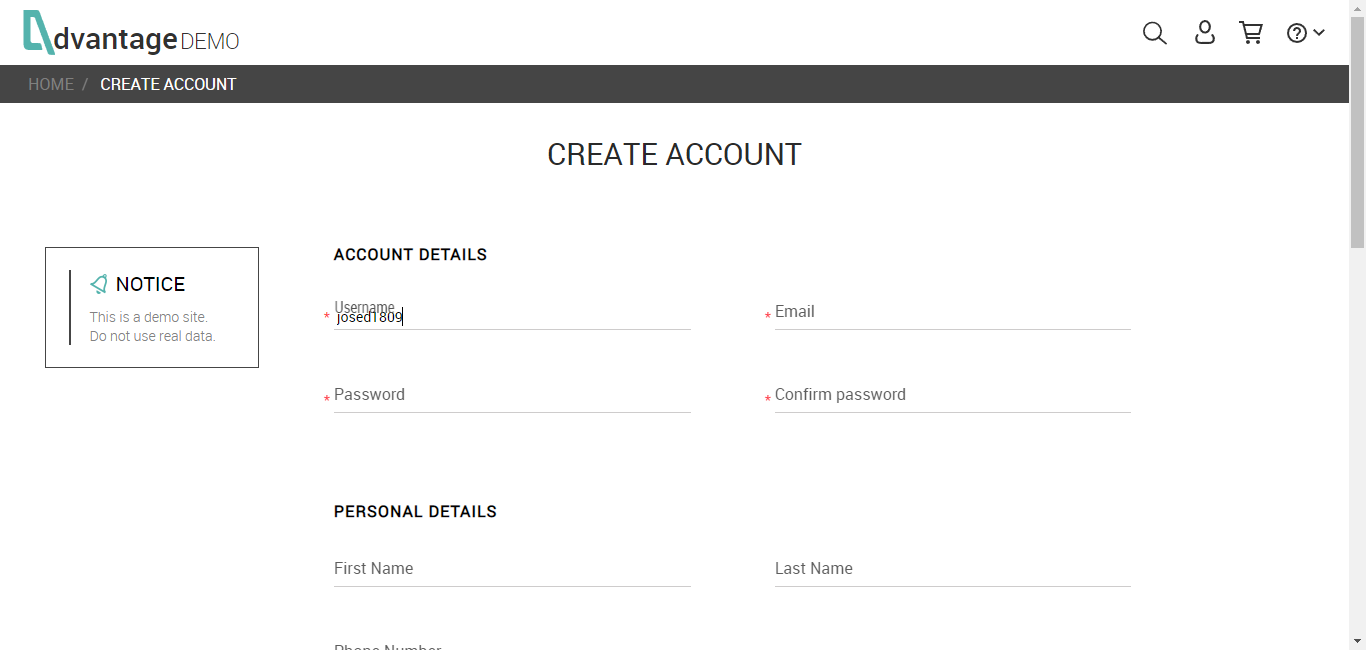 dvantage DEMO
HOME / CREATE ACCOUNT
CREATE ACCOUNT
NOTICE
This is a demo site.
Do not use real data.
ACCOUNT DETAILS
* Username
josed1809
* Email
* Password
* Confirm password
PERSONAL DETAILS
First Name
Last Name
Phone Number